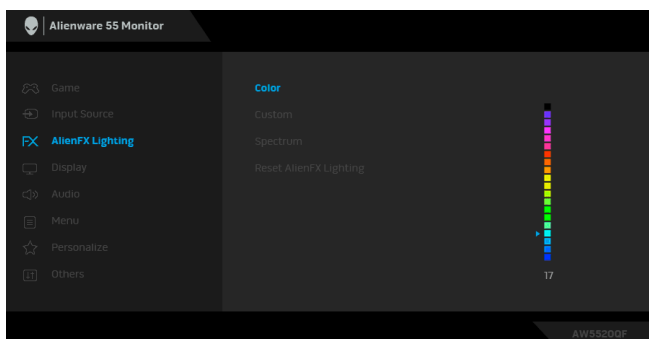 Alienware 55 Monitor
Game
Color
Input Source
Custom
FX AlienFX Lighting
Spectrum
Display
Reset AlienFX Lighting
Audio
Menu
Personalize
Others
17
AW5520QF